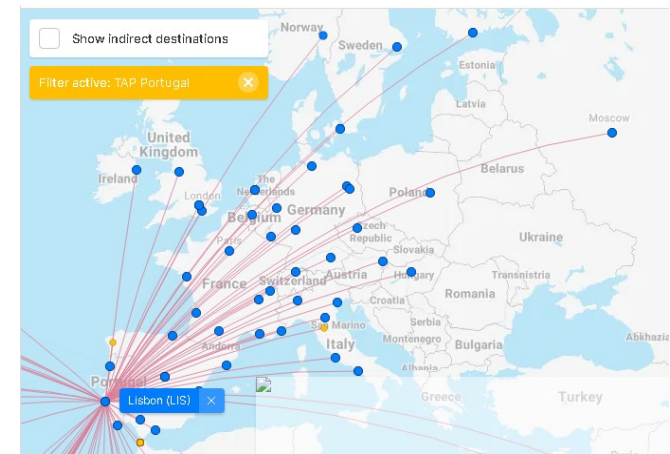 Show indirect destinations
Filter active: TAP Portugal
Norway
Sweden
Estonia
Latvia
Moscow
United
Kingdom
Ireland
London
The
Netherlands
Belarus
Poland
Belgium
Germany
Paris
Czech
Republic
Ukraine
Slovakia
France
Switzerland
Austria
Hungary
Transnistria
Romania
Croatia
San Marino
Serbia
Andorra
Italy
Montenegro
Bulgaria
Abkhazia
Albania
Portugal
Lisbon (LIS)
Greece
Turkey